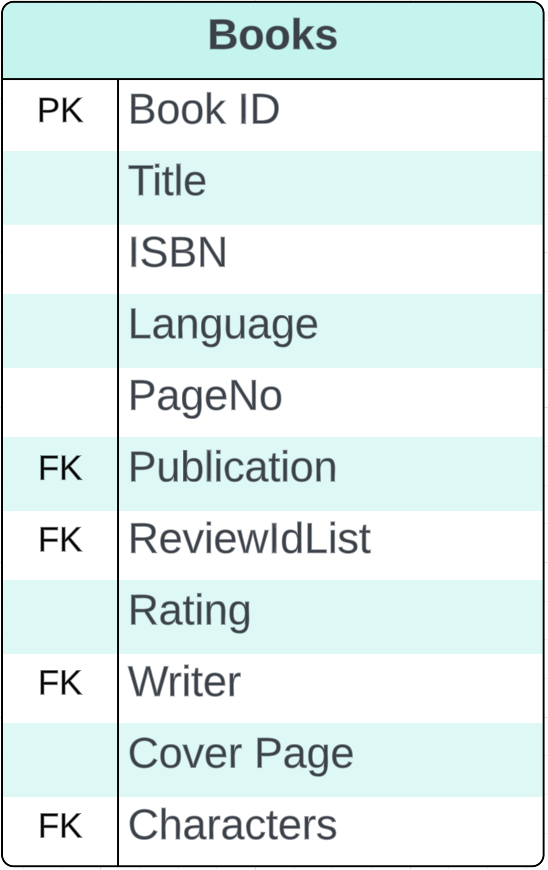 Books
PK Book ID
Title
ISBN
Language
PageNo
FK Publication
FK ReviewIdList
Rating
FK Writer
Cover Page
FK Characters